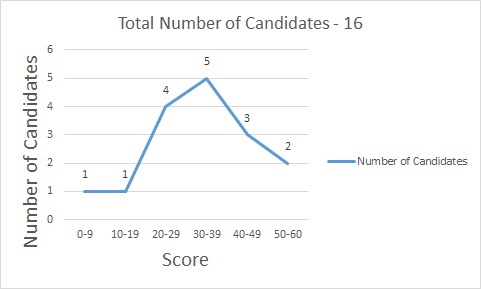 Total Number of Candidates - 16
Number of Candidates
6
5
4
3
2
1
0
1
1
4
5
3
2
0-9 10-19 20-29 30-39 40-49 50-60
Score
Number of Candidates